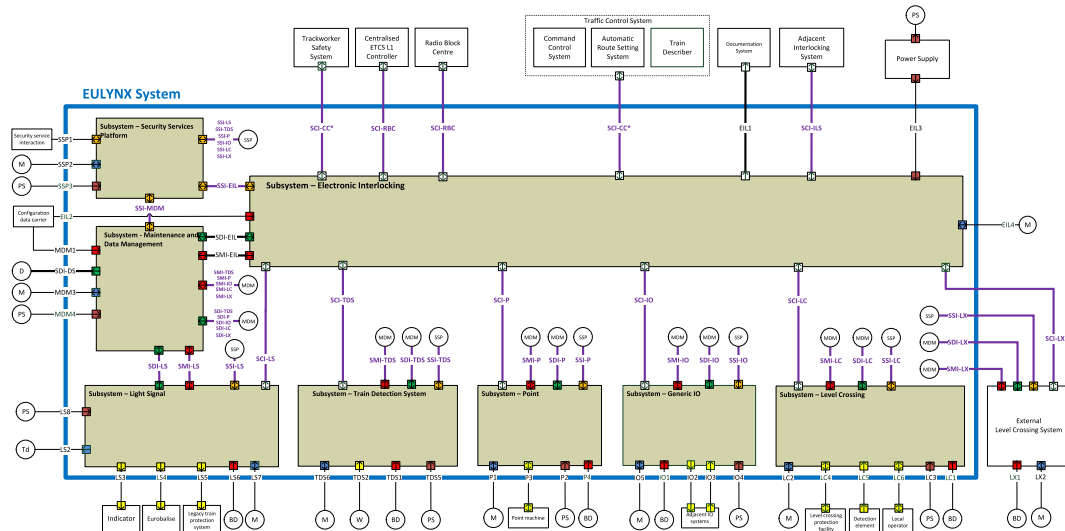 PS
Traffic Control System
Trackworker
Safety
System
Centralised
ETCS L1
Controller
Radio Block
Centre
Command
Control
System
Automatic
Route Setting
System
Train
Describer
Documentation
System
Adjacent
Interlocking
System
Power Supply
EULYNX System
SCI-CC*
SCI-RBC
SCI-RBC
SCI-CC*
EIL1
SCI-ILS
EIL3
Security service
interaction
SSP1
M
SSP2
PS
SSP3
Subsystem – Security Services
Platform
SSI-LS
SSI-TDS
SSI-P
SSI-IO
SSI-LC
SSI-LX
SSP
SSI-EIL
Subsystem – Electronic Interlocking
SSI-MDM
Configuration
data carrier
EIL2
EIL4
M
MDM1
D
SDI-DS
M
MDM3
PS
MDM4
Subsystem - Maintenance and
Data Management
SDI-EIL
SMI-EIL
SMI-TDS
SMI-P
SMI-IO
SMI-LC
SMI-LX
MDM
SDI-TDS
SDI-P
SDI-IO
SDI-LC
SDI-LX
MDM
SCI-TDS
SCI-P
SCI-IO
SCI-LC
SSP
SSI-LX
MDM
SDI-LX
MDM
SMI-LX
SCI-LX
SDI-LS
SMI-LS
SSP
SSI-LS
SCI-LS
MDM
MDM
SSP
SMI-TDS
SDI-TDS
SSI-TDS
MDM
MDM
SSP
SMI-P
SDI-P
SSI-P
MDM
MDM
SSP
SMI-IO
SDI-IO
SSI-IO
MDM
MDM
SSP
SMI-LC
SDI-LC
SSI-LC
Subsystem – Light Signal
Subsystem – Train Detection System
Subsystem – Point
Subsystem – Generic IO
Subsystem – Level Crossing
External
Level Crossing System
PS
LS8
Td
LS2
LS3
LS4
LS5
LS6
LS7
TDS6
TDS2
TDS1
TDS5
P1
P3
P2
P4
IO5
IO1
IO2
IO3
IO4
LC2
LC4
LC5
LC6
LC3
LC1
LX1
LX2
Indicator
Eurobalise
Legacy train
protection
system
BD
M
M
W
BD
PS
M
Point machine
PS
BD
M
BD
Adjacent IO
systems
PS
M
Level crossing
protection
facility
Detection
element
Local
operator
PS
BD
BD
M